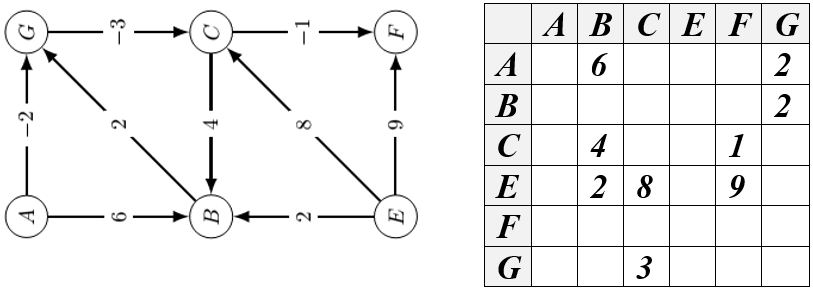 G −3 C −1 F
−2 2 4 8 9
A 6 B 2 E
A B C E F G
A 6 2
B 2
C 4 1
E 2 8 9
F
G 3